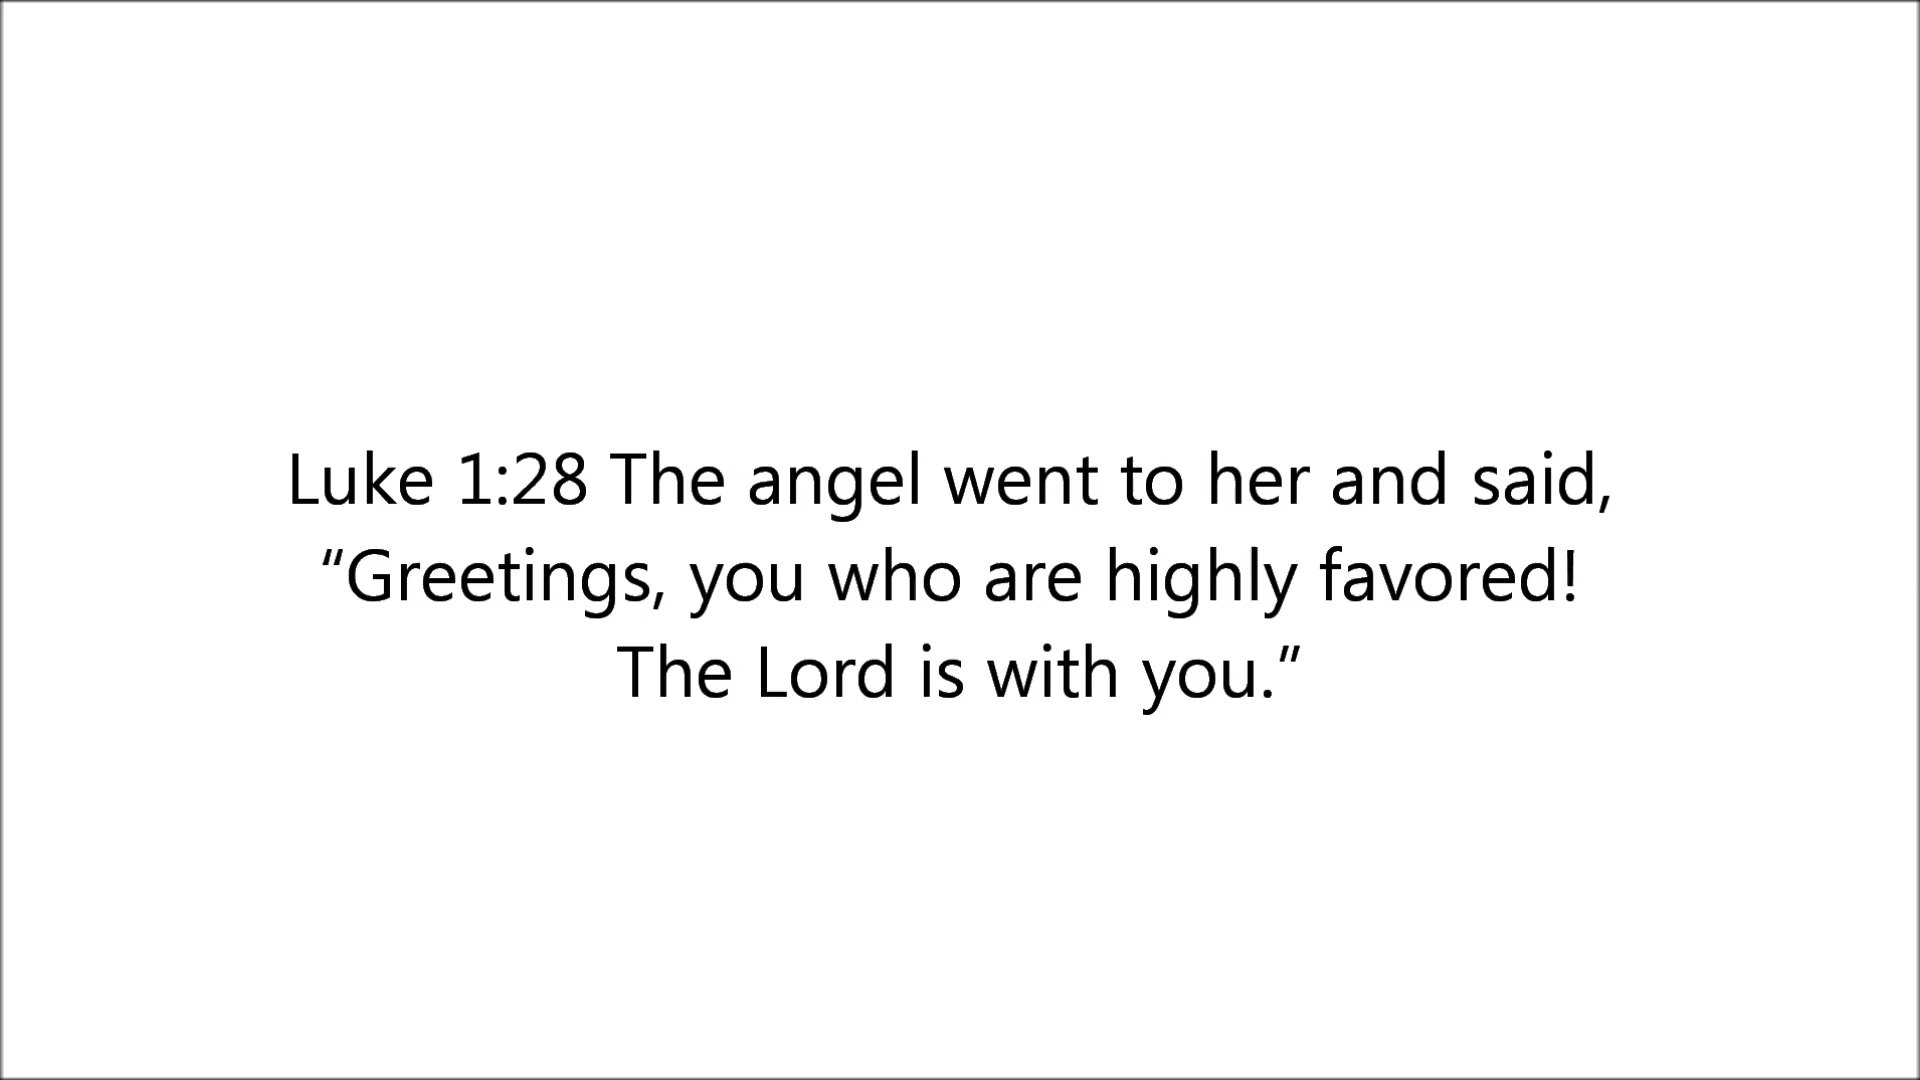 Luke 1:28 The angel went to her and said,
“Greetings, you who are highly favored!
The Lord is with you.”